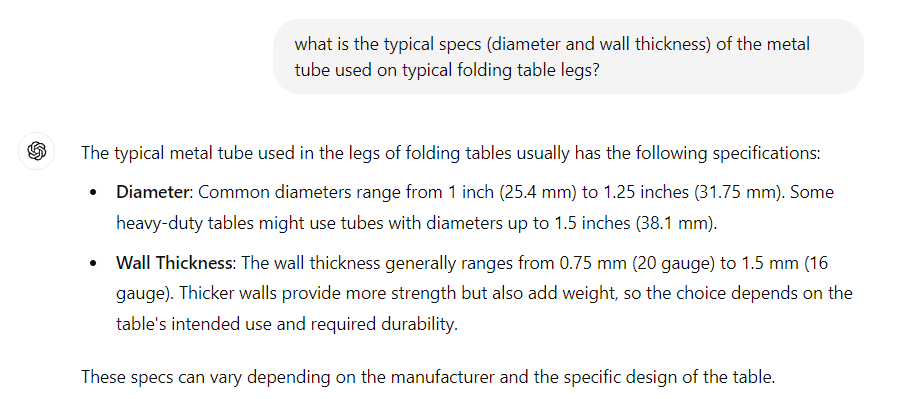 what is the typical specs (diameter and wall thickness) of the metal
tube used on typical folding table legs?
The typical metal tube used in the legs of folding tables usually has the following specifications:
• Diameter: Common diameters range from 1 inch (25.4 mm) to 1.25 inches (31.75 mm). Some
heavy-duty tables might use tubes with diameters up to 1.5 inches (38.1 mm).
• Wall Thickness: The wall thickness generally ranges from 0.75 mm (20 gauge) to 1.5 mm (16
gauge). Thicker walls provide more strength but also add weight, so the choice depends on the
table's intended use and required durability.
These specs can vary depending on the manufacturer and the specific design of the table.